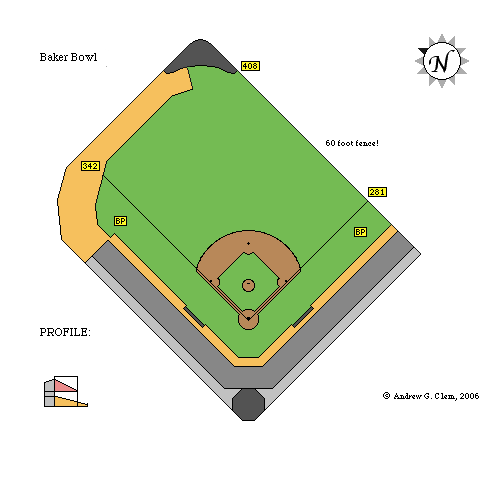 Baker Bowl
N
408
60 foot fence!
342
281
BP
BP
PROFILE:
© Andrew G. Clem, 2006